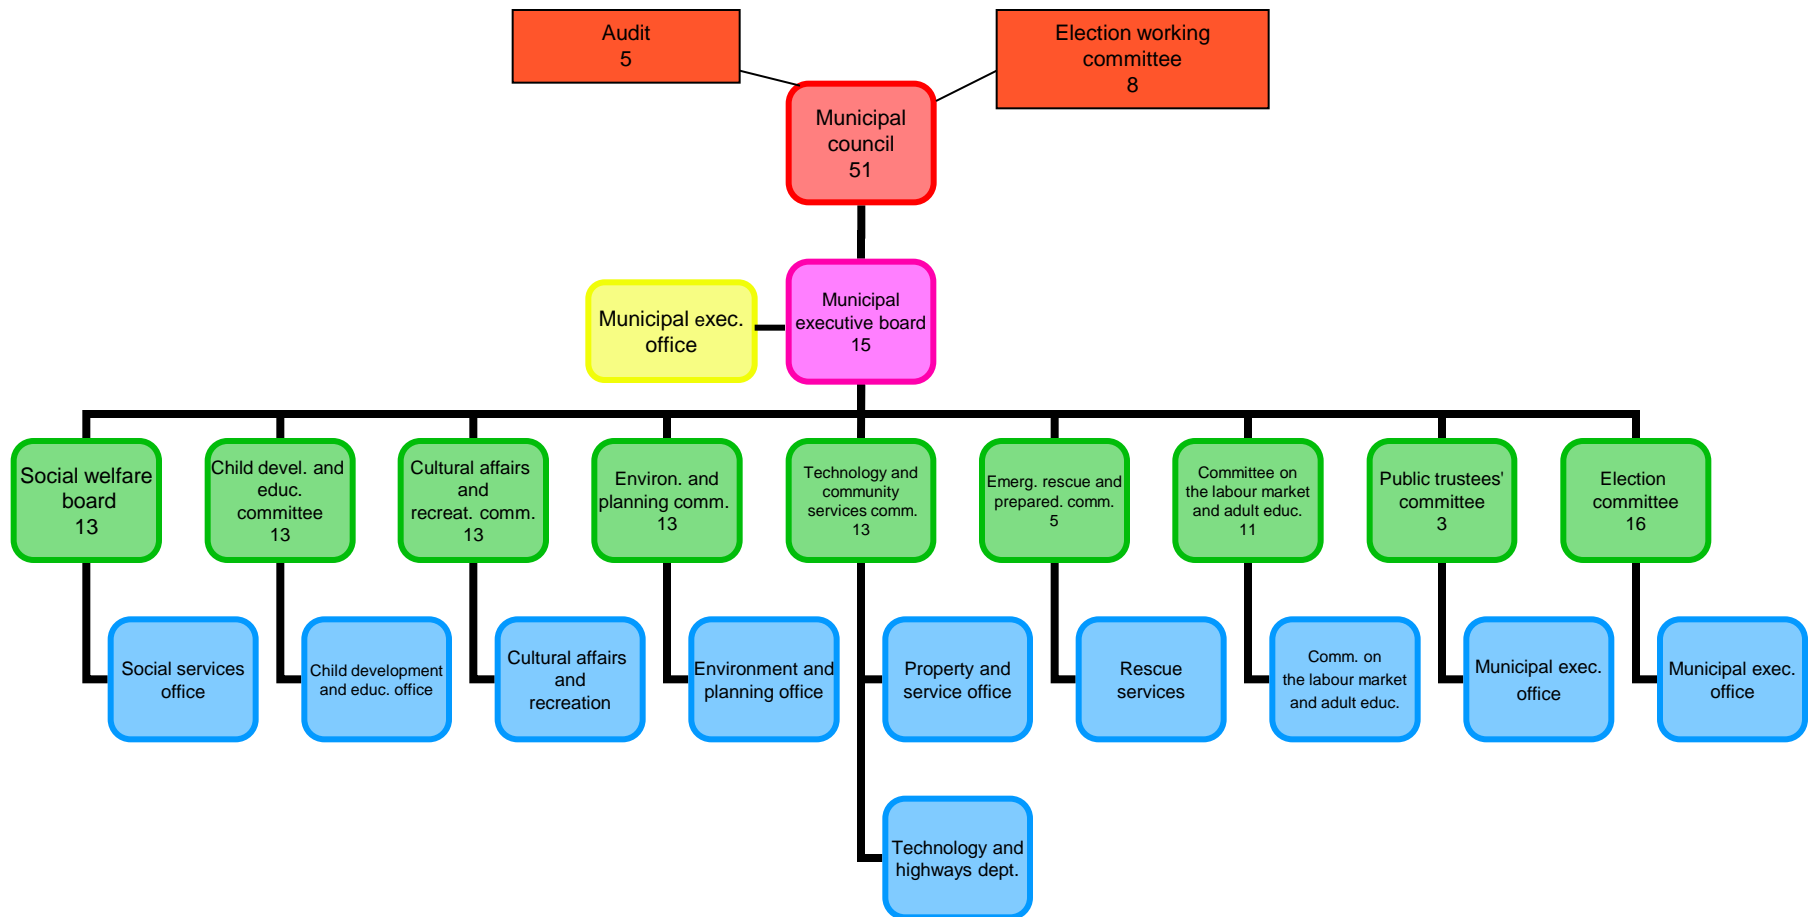 Audit
5
Election working
committee
8
Municipal
council
51
Municipal exec.
office
Municipal
executive board
15
Social welfare
board
13
Child devel. and
educ.
committee
13
Cultural affairs
and
recreat. comm.
13
Environ. and
planning comm.
13
Technology and
community
services comm.
13
Emerg. rescue and
prepared. comm.
5
Committee on
the labour market
and adult educ.
11
Public trustees'
committee
3
Election
committee
16
Social services
office
Child development
and educ. office
Cultural affairs
and
recreation
Environment and
planning office
Property and
service office
Rescue
services
Comm. on
the labour market
and adult educ.
Municipal exec.
office
Municipal exec.
office
Technology and
highways dept.